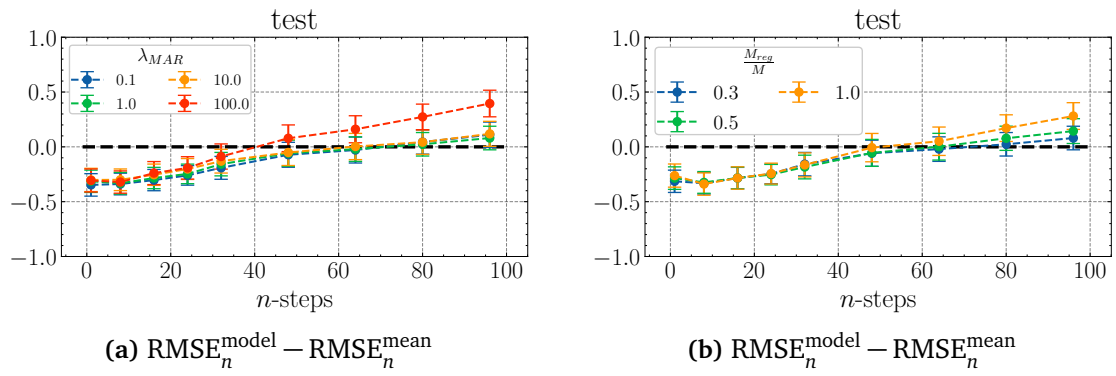 test
1.0
0.5
0.0
−0.5
−1.0
λ_MAR
0.1
1.0
10.0
100.0
0 20 40 60 80 100
n-steps
(a) RMSE_n^model − RMSE_n^mean
test
1.0
0.5
0.0
−0.5
−1.0
M_reg/M
0.3
0.5
1.0
0 20 40 60 80 100
n-steps
(b) RMSE_n^model − RMSE_n^mean